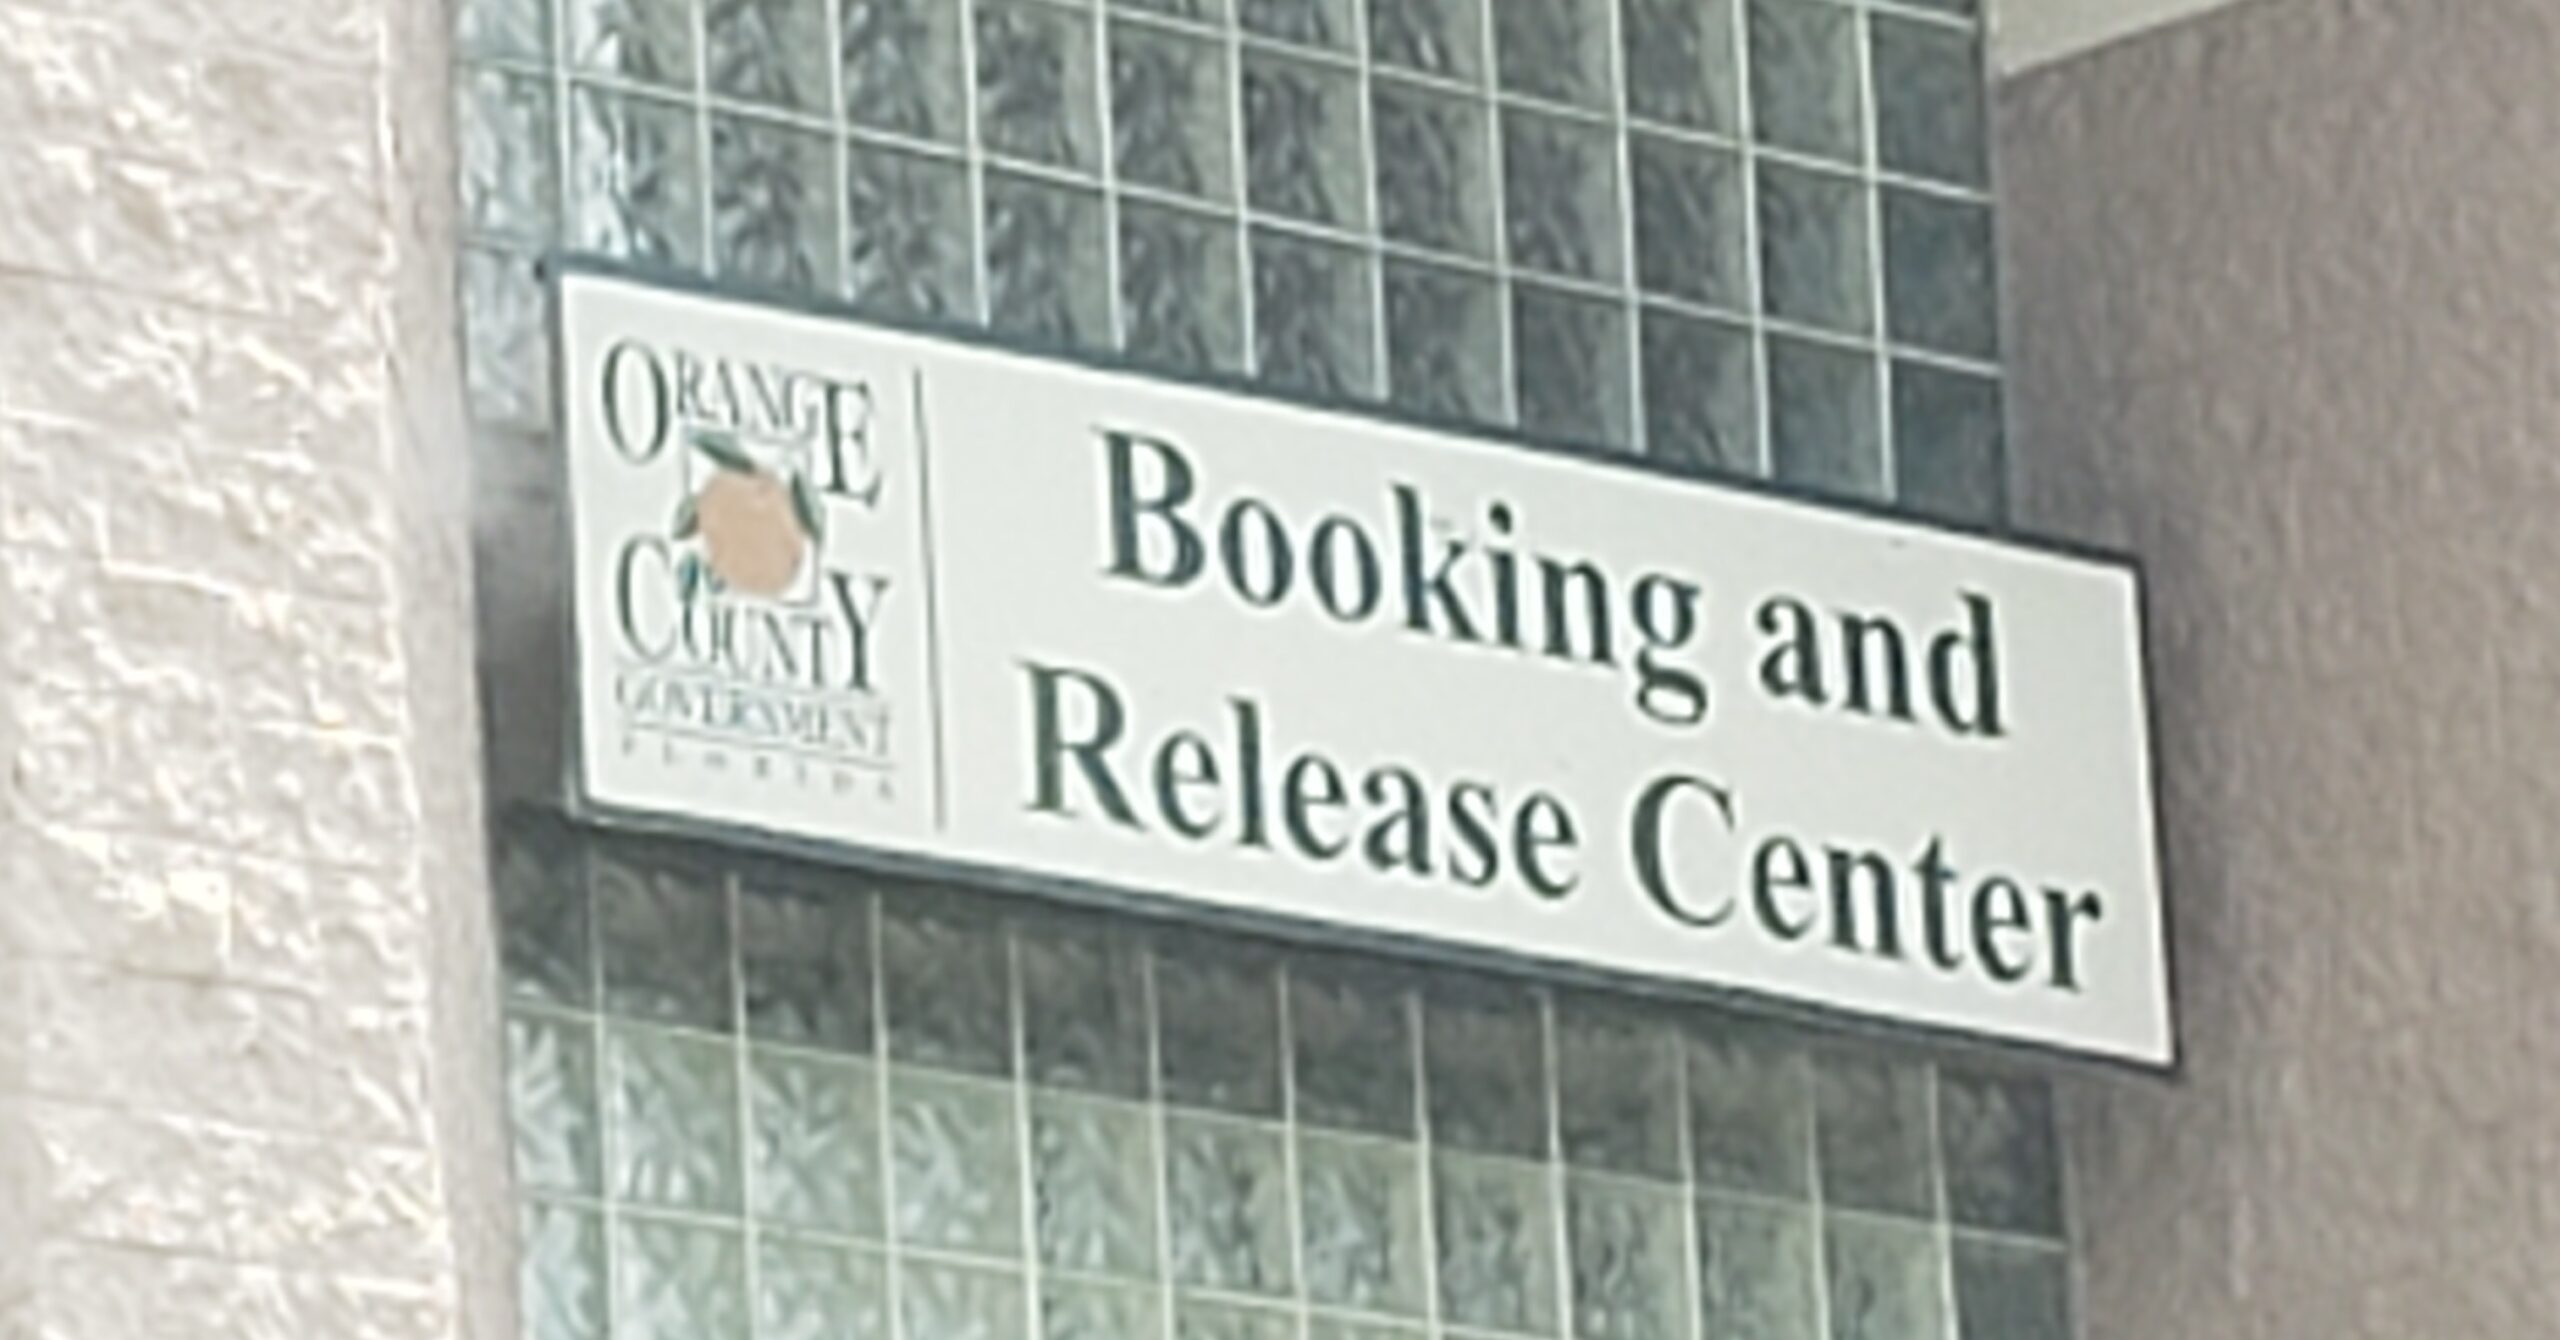 ORANGE
COUNTY
GOVERNMENT
FLORIDA
Booking and
Release Center